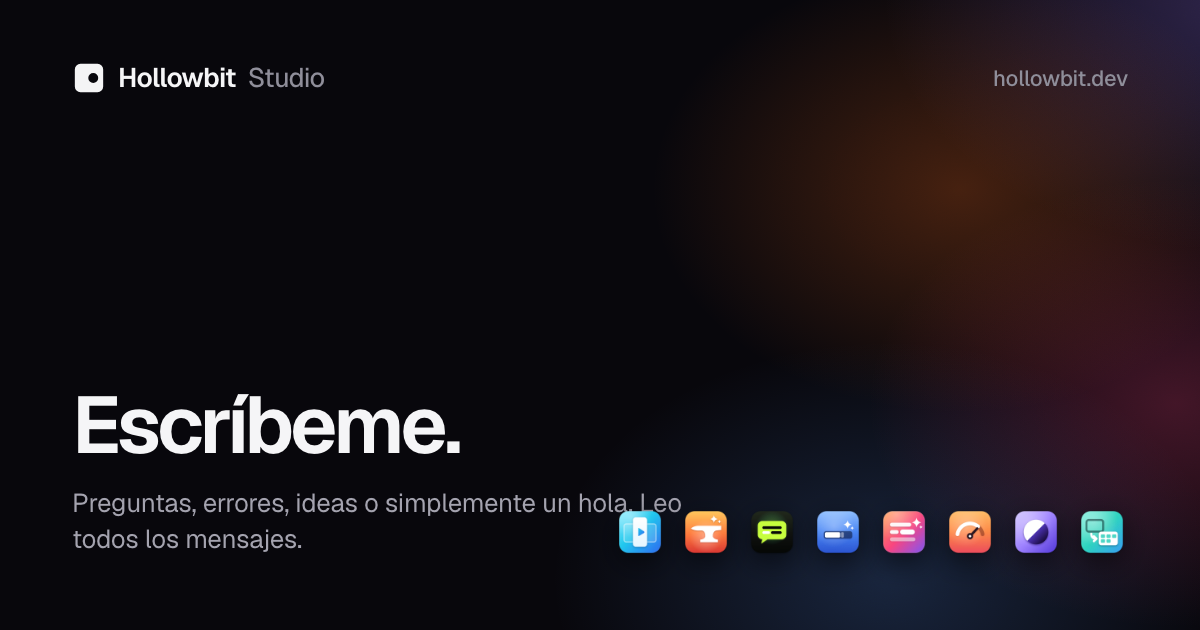 Hollowbit Studio
hollowbit.dev
Escríbeme.
Preguntas, errores, ideas o simplemente un hola. Leo
todos los mensajes.